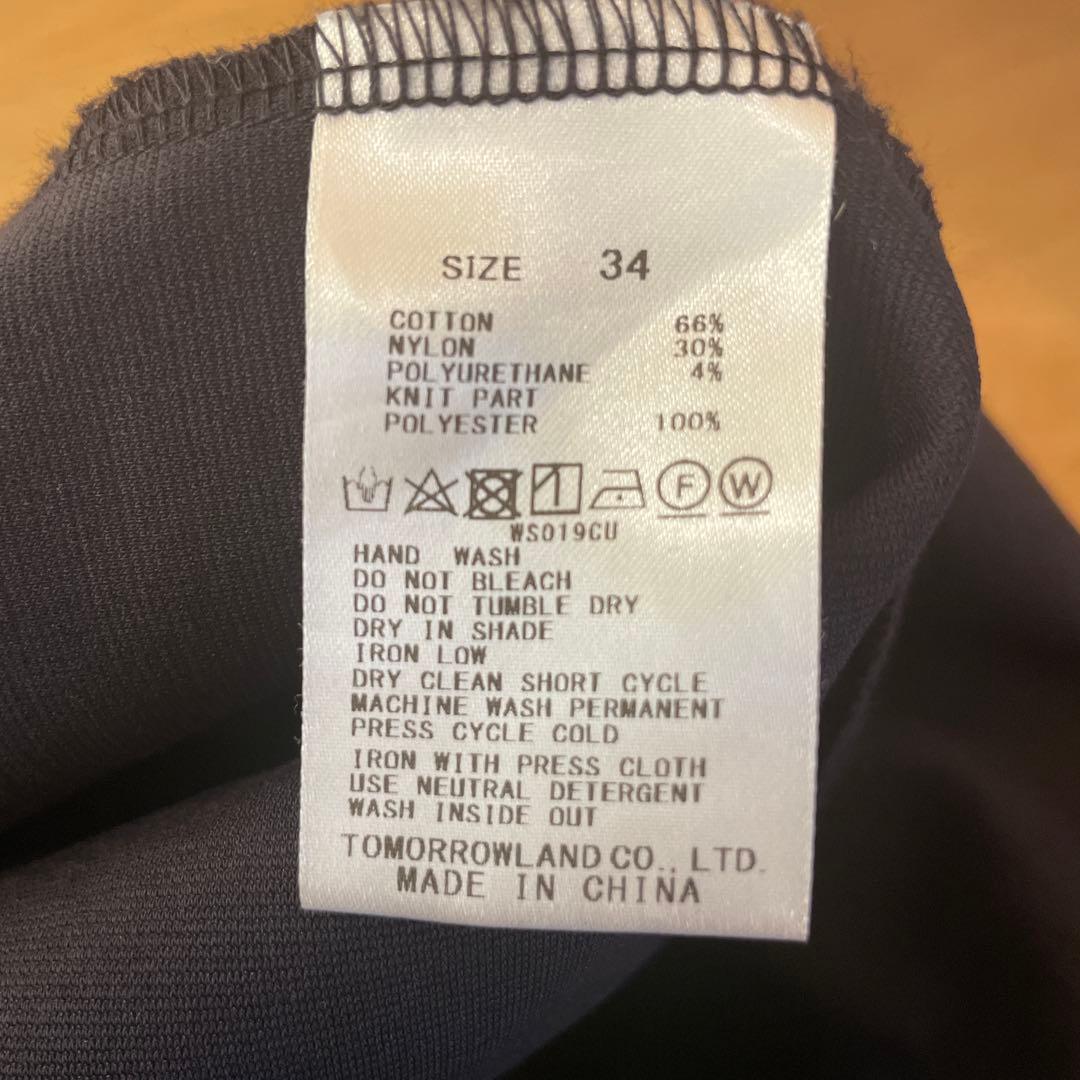 SIZE 34
COTTON 66%
NYLON 30%
POLYURETHANE 4%
KNIT PART
POLYESTER 100%
F W
WS019CU
HAND WASH
DO NOT BLEACH
DO NOT TUMBLE DRY
DRY IN SHADE
IRON LOW
DRY CLEAN SHORT CYCLE
MACHINE WASH PERMANENT
PRESS CYCLE COLD
IRON WITH PRESS CLOTH
USE NEUTRAL DETERGENT
WASH INSIDE OUT
TOMORROWLAND CO., LTD.
MADE IN CHINA